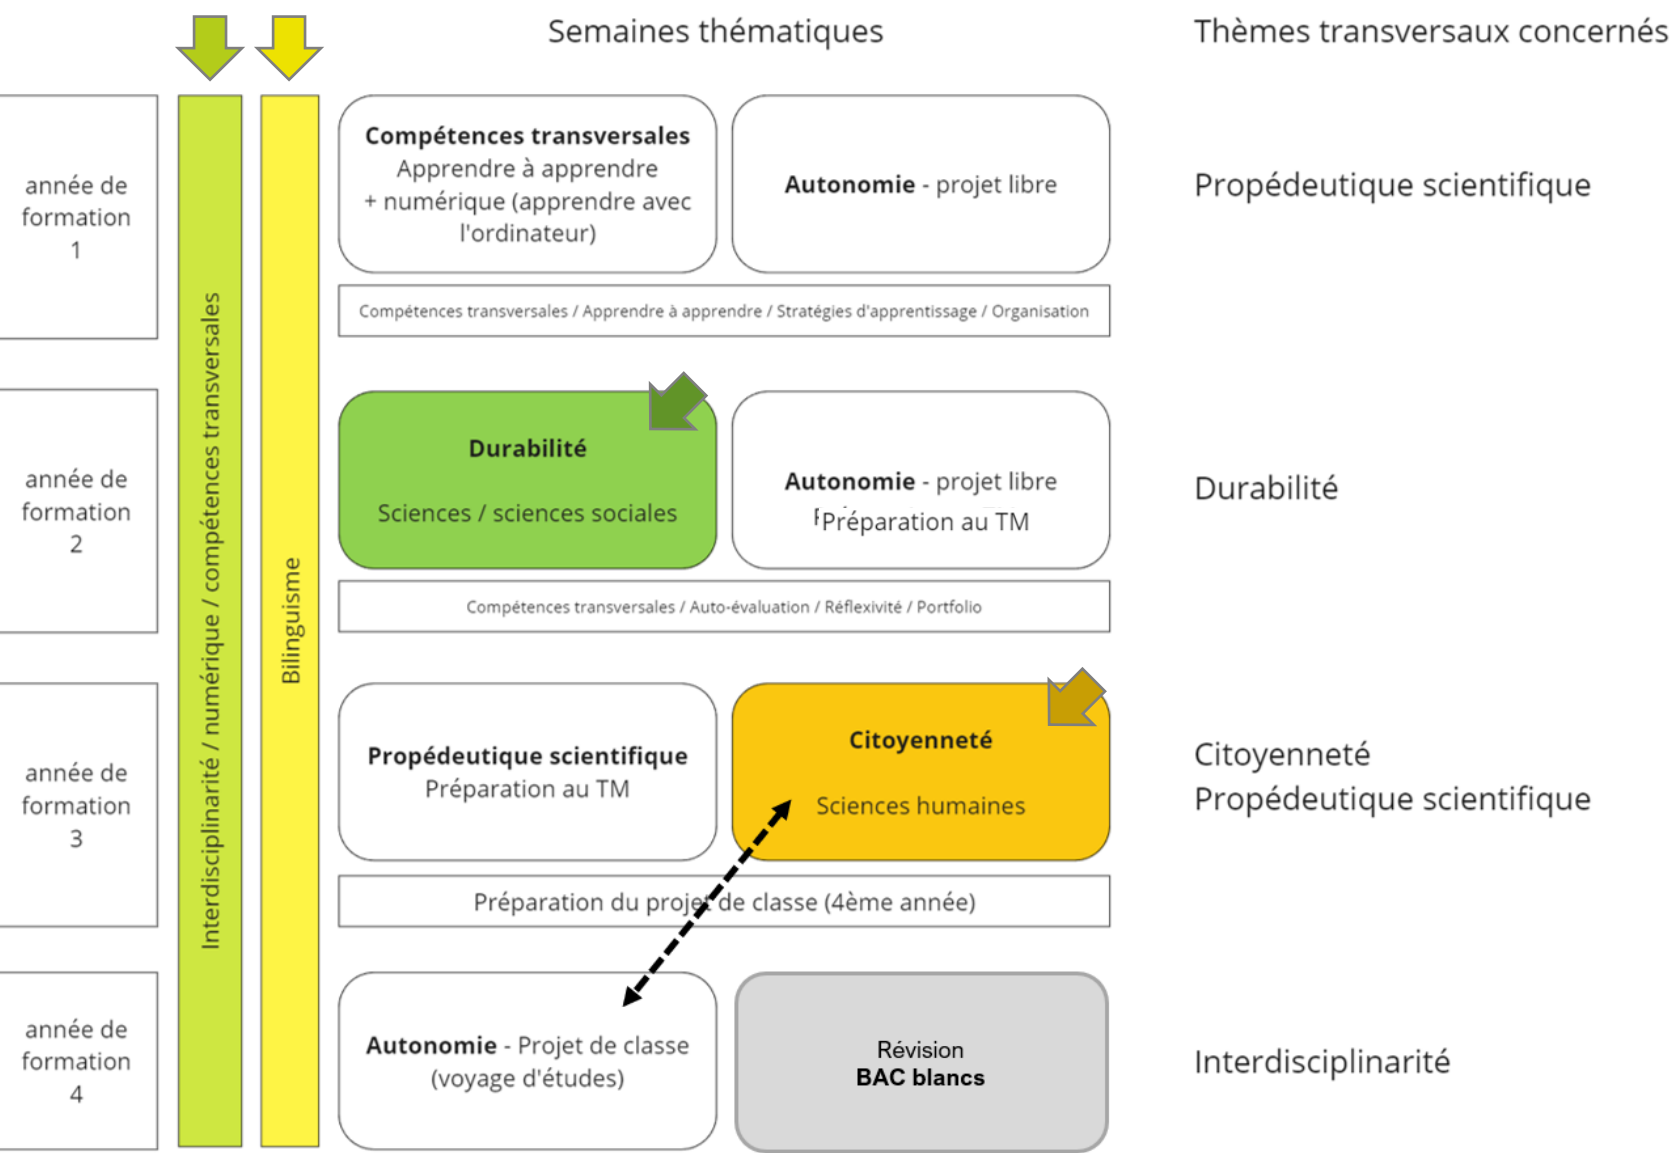 Semaines thématiques
Thèmes transversaux concernés
Interdisciplinarité / numérique / compétences transversales
Bilinguisme
année de
formation
1
Compétences transversales
Apprendre à apprendre
+ numérique (apprendre avec
l'ordinateur)
Autonomie - projet libre
Propédeutique scientifique
Compétences transversales / Apprendre à apprendre / Stratégies d'apprentissage / Organisation
année de
formation
2
Durabilité
Sciences / sciences sociales
Autonomie - projet libre
Préparation au TM
Durabilité
Compétences transversales / Auto-évaluation / Réflexivité / Portfolio
année de
formation
3
Propédeutique scientifique
Préparation au TM
Citoyenneté
Sciences humaines
Citoyenneté
Propédeutique scientifique
Préparation du projet de classe (4ème année)
année de
formation
4
Autonomie - Projet de classe
(voyage d'études)
Révision
BAC blancs
Interdisciplinarité